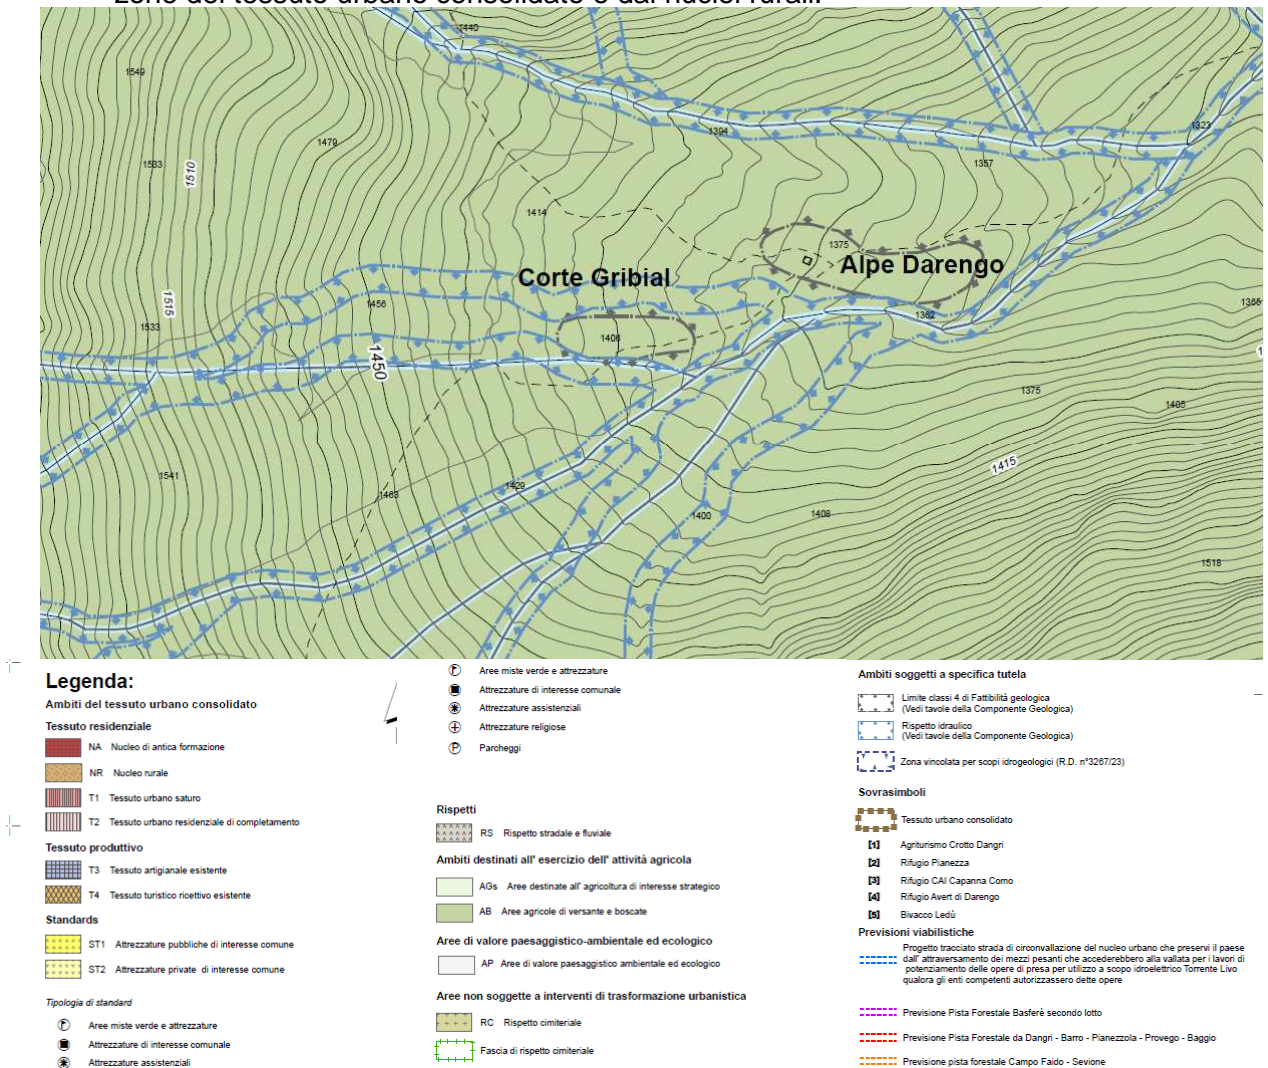 zone del tessuto urbano consolidato e dai nuclei rurali.
1440
1549
1394
1323
1479
1533
1510
1357
1414
1375
Alpe Darengo
Corte Gribial
1515
1456
1365
1533
1362
1406
1450
1375
1405
1415
1541
1463
1429
1400
1408
1518
Legenda:
Ambiti del tessuto urbano consolidato
Tessuto residenziale
NA Nucleo di antica formazione
NR Nucleo rurale
T1 Tessuto urbano saturo
T2 Tessuto urbano residenziale di completamento
Tessuto produttivo
T3 Tessuto artigianale esistente
T4 Tessuto turistico ricettivo esistente
Standards
ST1 Attrezzature pubbliche di interesse comune
ST2 Attrezzature private di interesse comune
Tipologia di standard
Aree miste verde e attrezzature
Attrezzature di interesse comunale
Attrezzature assistenziali
Aree miste verde e attrezzature
Attrezzature di interesse comunale
Attrezzature assistenziali
Attrezzature religiose
P Parcheggi
Rispetti
RS Rispetto stradale e fluviale
Ambiti destinati all' esercizio dell' attività agricola
AGs Aree destinate all' agricoltura di interesse strategico
AB Aree agricole di versante e boscate
Aree di valore paesaggistico-ambientale ed ecologico
AP Aree di valore paesaggistico ambientale ed ecologico
Aree non soggette a interventi di trasformazione urbanistica
RC Rispetto cimiteriale
Fascia di rispetto cimiteriale
Ambiti soggetti a specifica tutela
Limite classi 4 di Fattibilità geologica
(Vedi tavole della Componente Geologica)
Rispetto idraulico
(Vedi tavole della Componente Geologica)
Zona vincolata per scopi idrogeologici (R.D. n°3267/23)
Sovrasimboli
Tessuto urbano consolidato
[1] Agriturismo Crotto Dangri
[2] Rifugio Pianezza
[3] Rifugio CAI Capanna Como
[4] Rifugio Avert di Darengo
[5] Bivacco Ledù
Previsioni viabilistiche
Progetto tracciato strada di circonvallazione del nucleo urbano che preservi il paese
dall' attraversamento dei mezzi pesanti che accederebbero alla vallata per i lavori di
potenziamento delle opere di presa per utilizzo a scopo idroelettrico Torrente Livo
qualora gli enti competenti autorizzassero dette opere
Previsione Pista Forestale Basferè secondo lotto
Previsione Pista Forestale da Dangri - Barro - Pianezzola - Provego - Baggio
Previsione pista forestale Campo Faido - Sevione